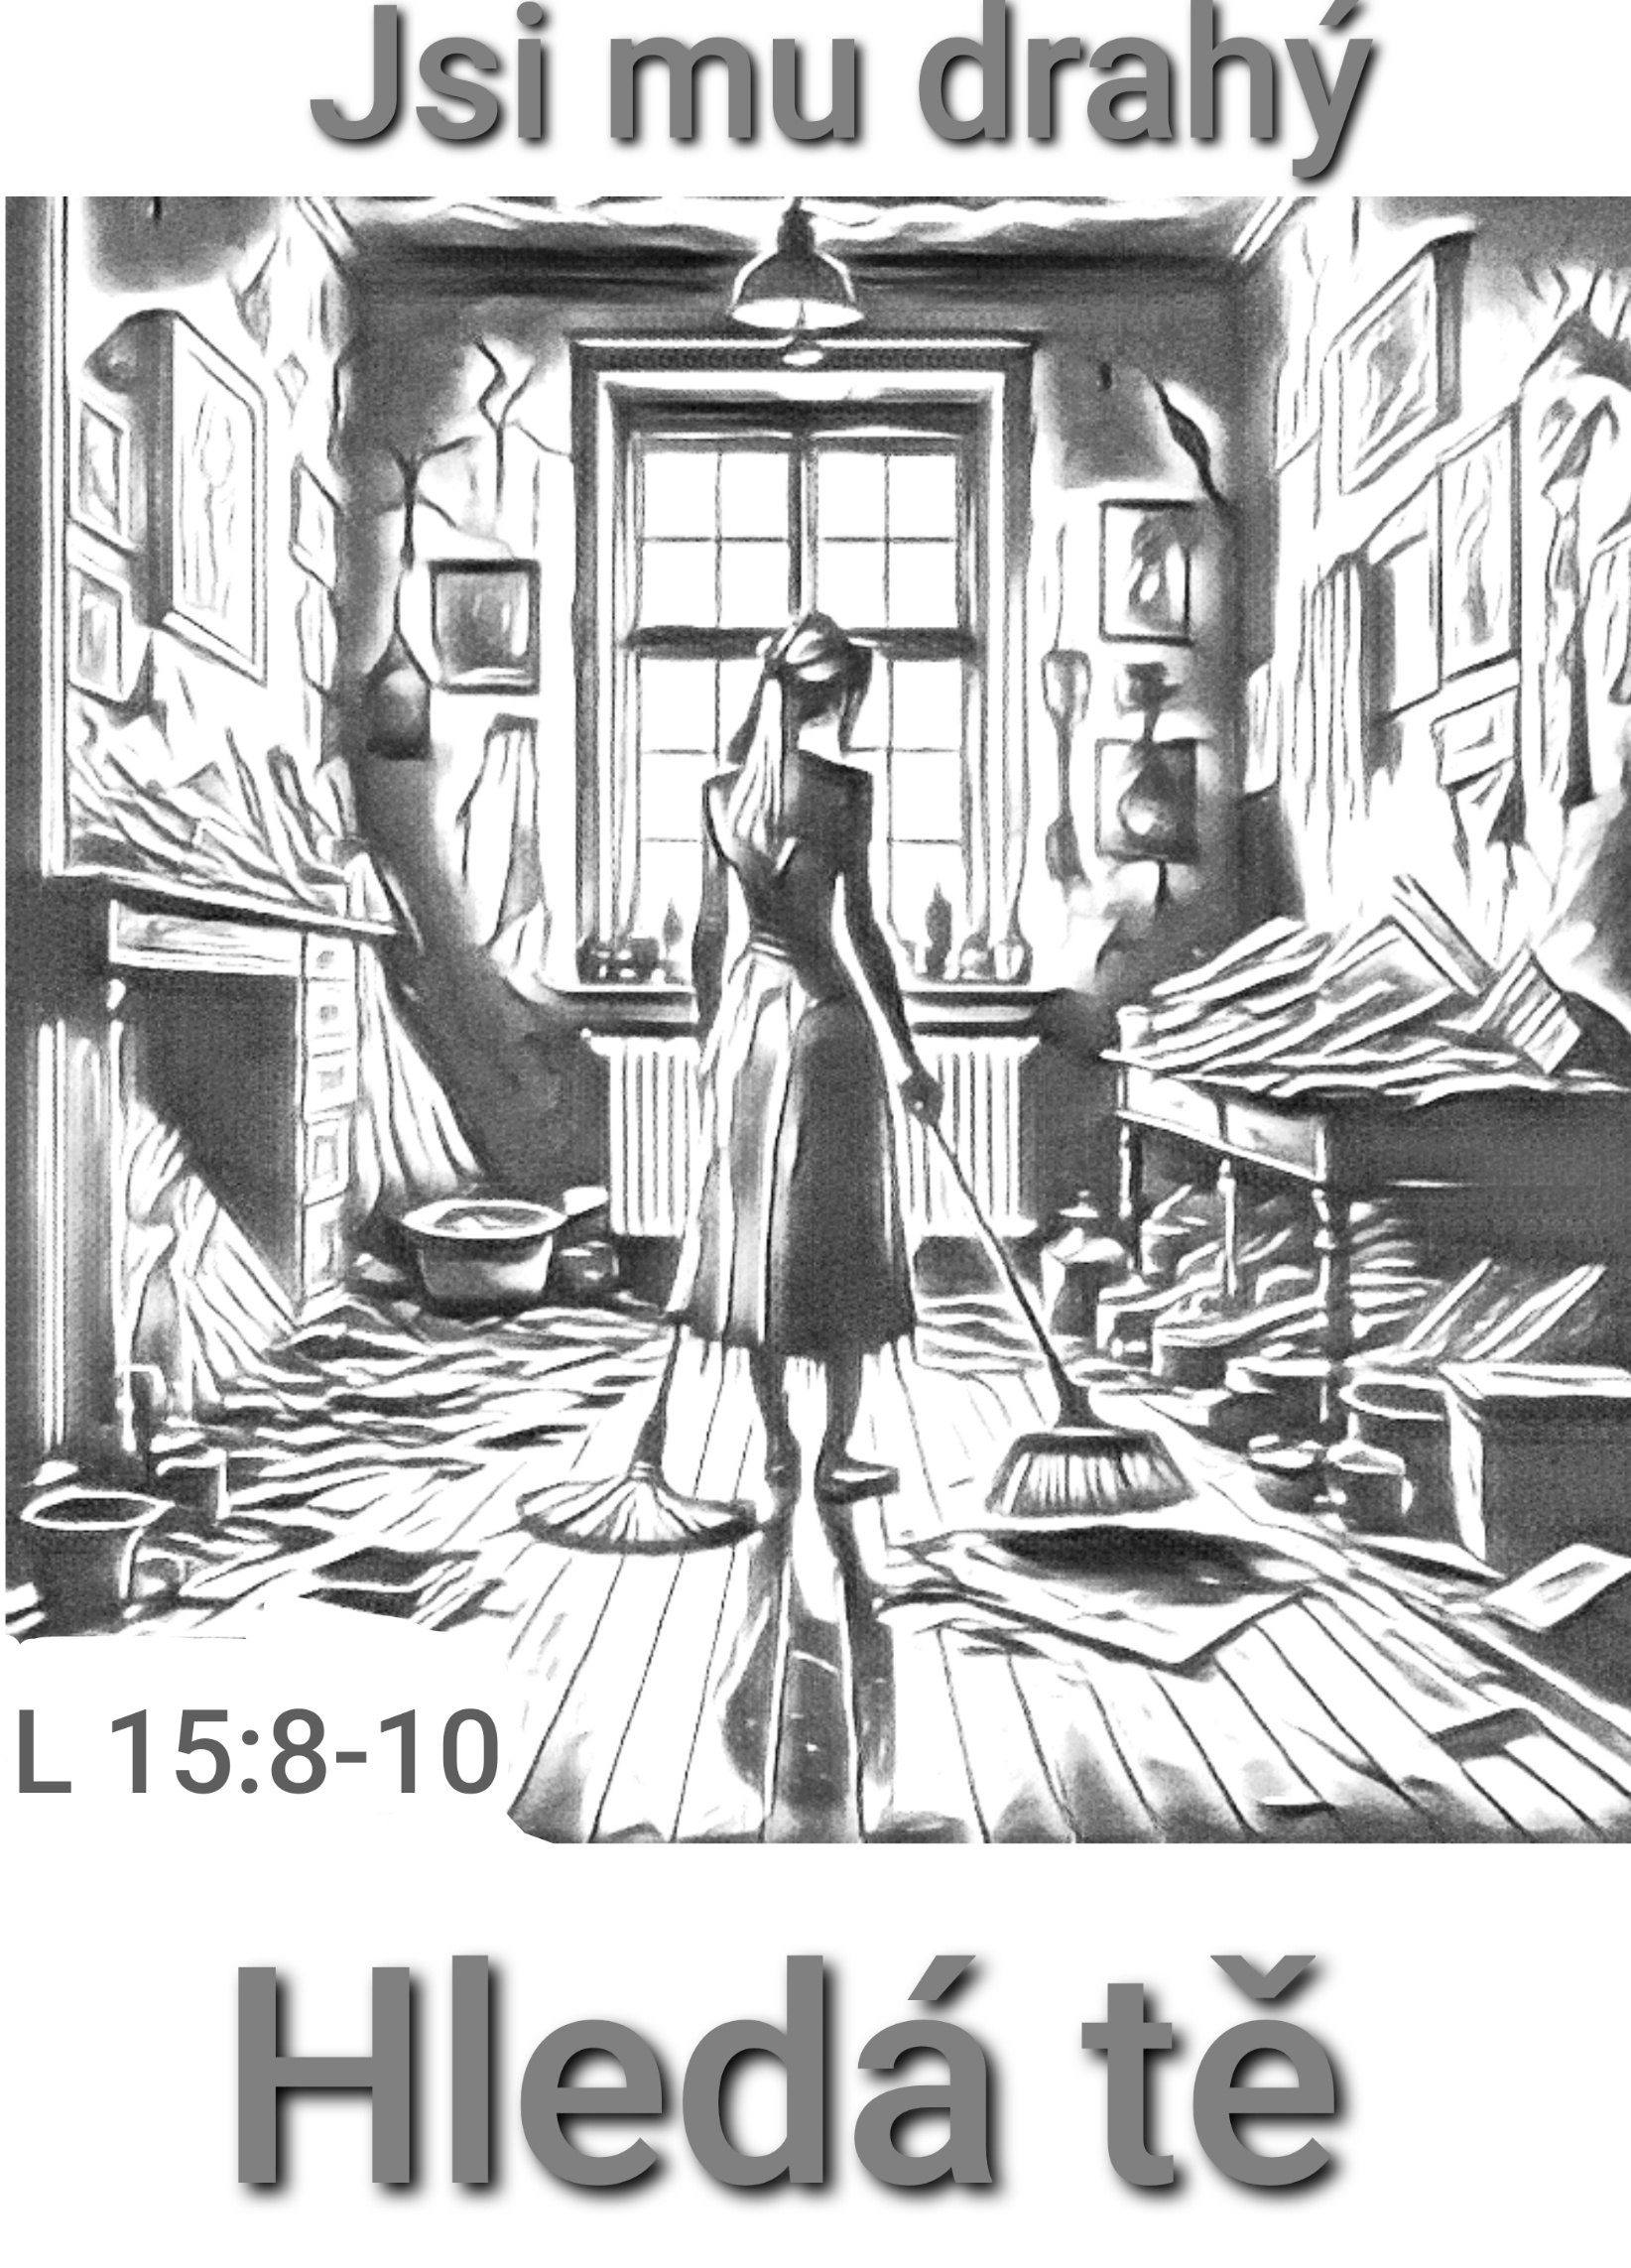 Jsi mu drahý
L 15:8-10
Hledá tě